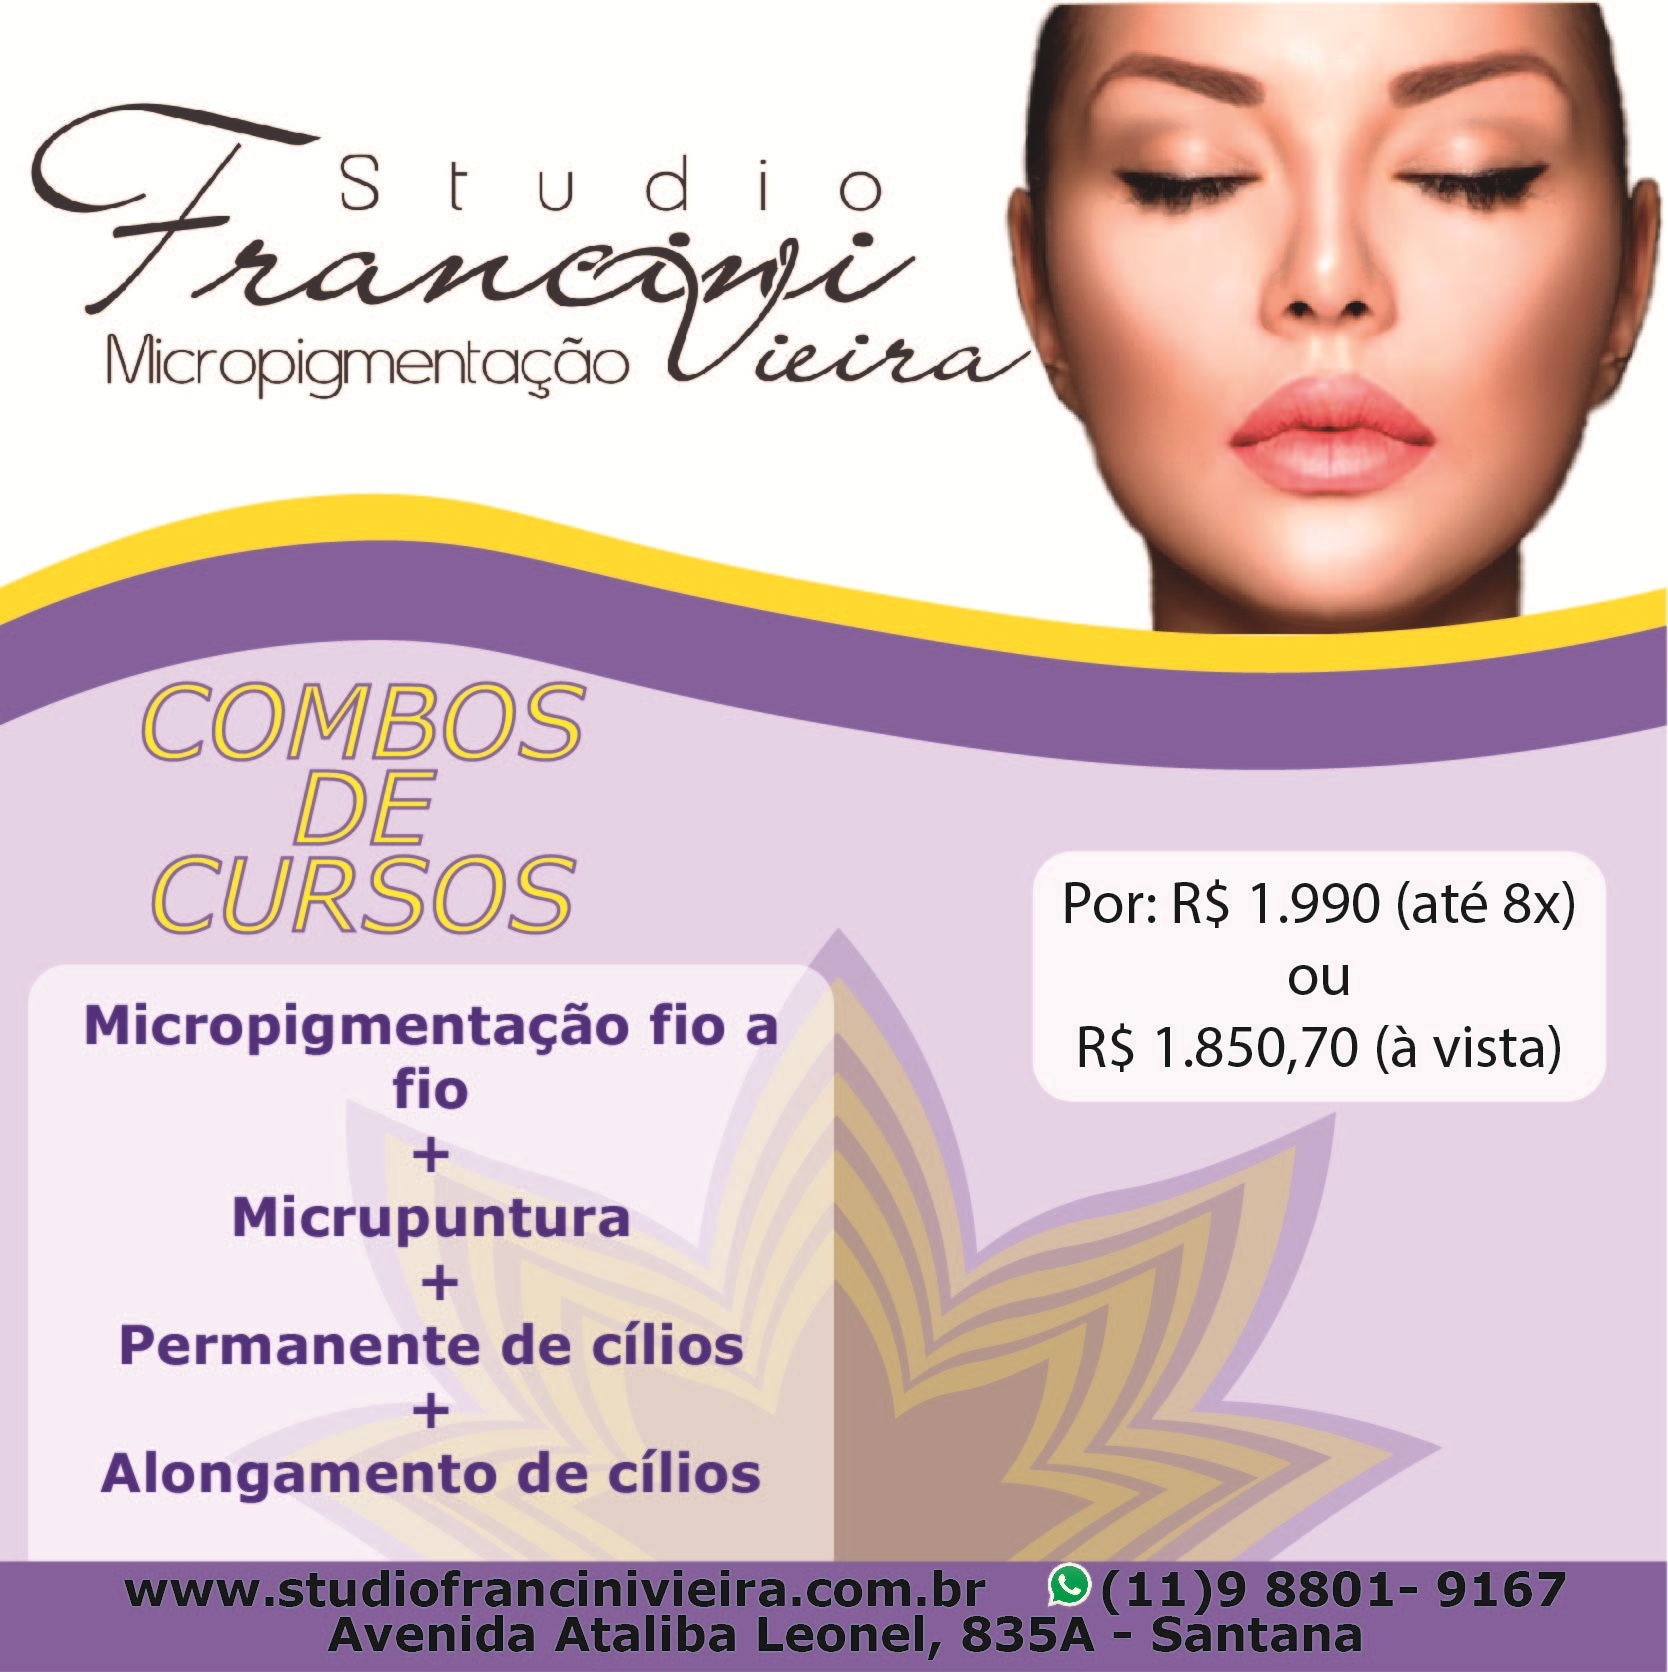 Studio
Francini
Micropigmentação Vieira
COMBOS
DE
CURSOS
Por: R$ 1.990 (até 8x)
ou
R$ 1.850,70 (à vista)
Micropigmentação fio a
fio
+
Micrupuntura
+
Permanente de cílios
+
Alongamento de cílios
www.studiofrancinivieira.com.br (11)9 8801- 9167
Avenida Ataliba Leonel, 835A - Santana